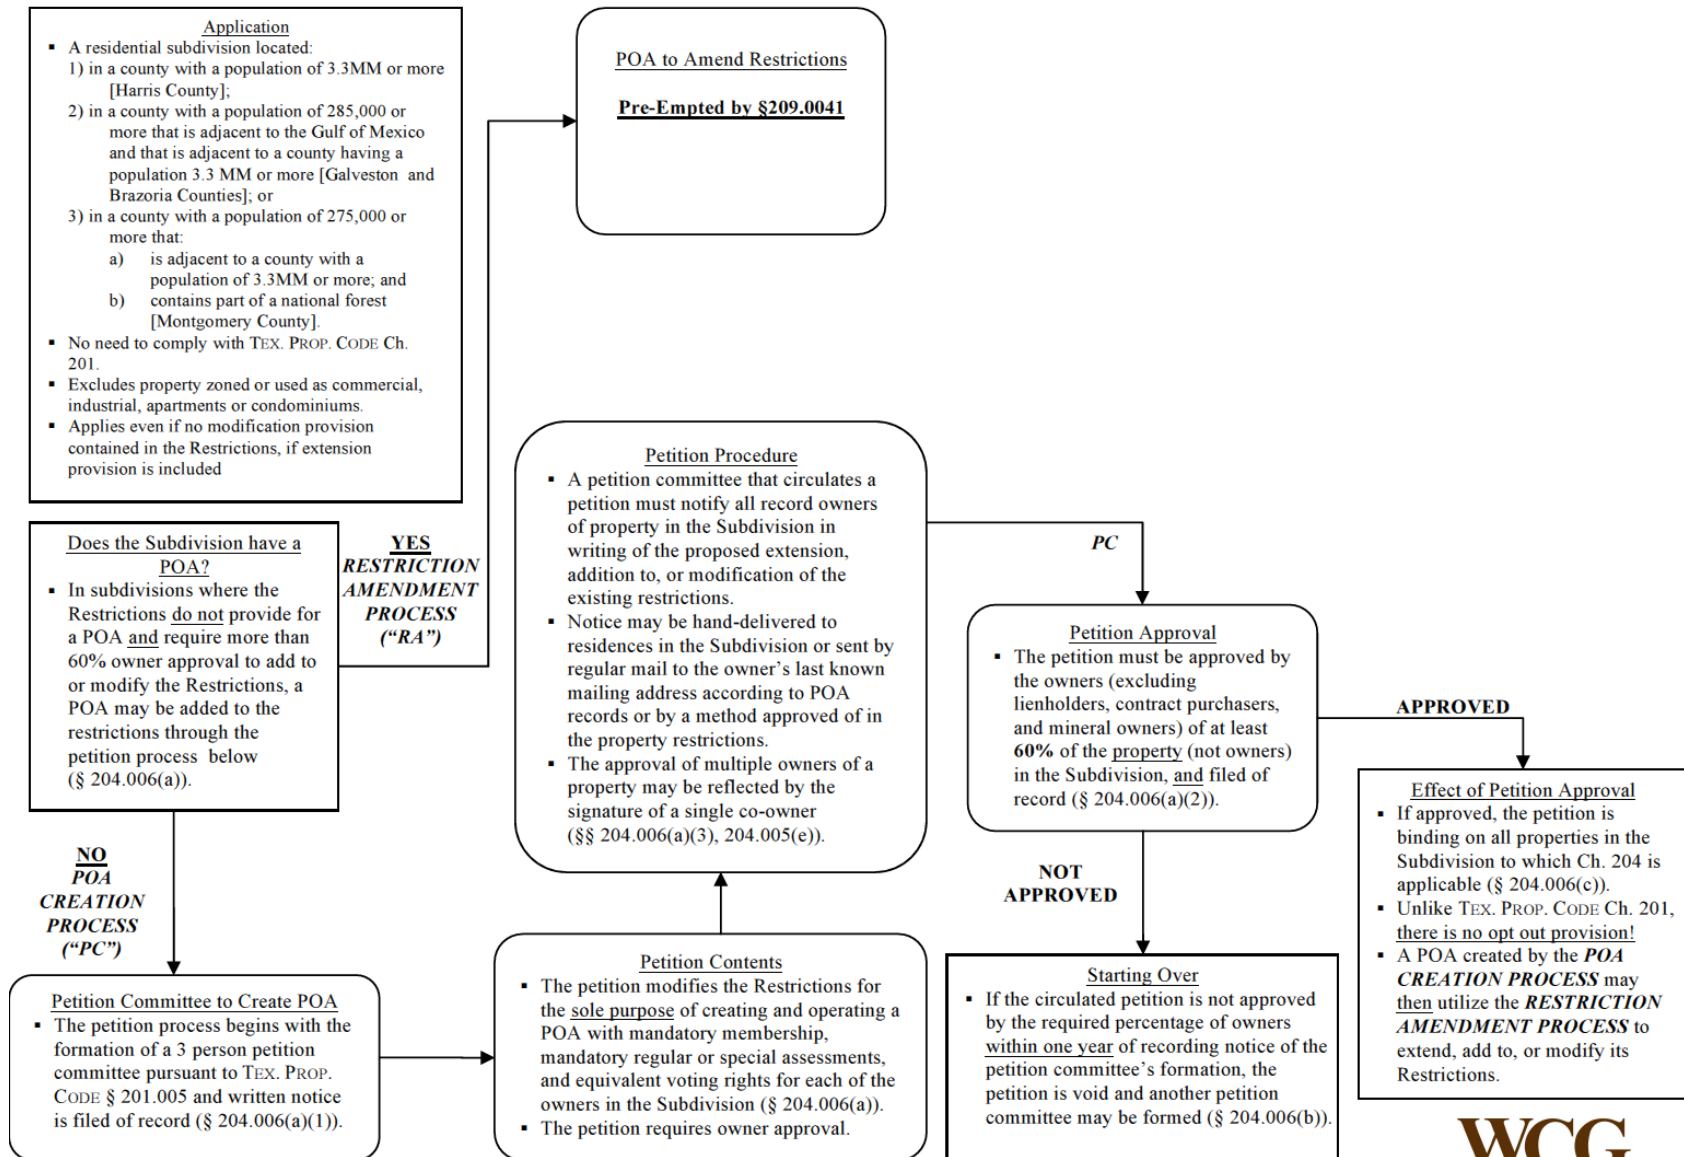 Application
▪ A residential subdivision located:
1) in a county with a population of 3.3MM or more
[Harris County];
2) in a county with a population of 285,000 or
more that is adjacent to the Gulf of Mexico
and that is adjacent to a county having a
population 3.3 MM or more [Galveston and
Brazoria Counties]; or
3) in a county with a population of 275,000 or
more that:
a) is adjacent to a county with a
population of 3.3MM or more; and
b) contains part of a national forest
[Montgomery County].
▪ No need to comply with TEX. PROP. CODE Ch.
201.
▪ Excludes property zoned or used as commercial,
industrial, apartments or condominiums.
▪ Applies even if no modification provision
contained in the Restrictions, if extension
provision is included
POA to Amend Restrictions
Pre-Empted by §209.0041
Does the Subdivision have a
POA?
▪ In subdivisions where the
Restrictions do not provide for
a POA and require more than
60% owner approval to add to
or modify the Restrictions, a
POA may be added to the
restrictions through the
petition process below
(§ 204.006(a)).
YES
RESTRICTION
AMENDMENT
PROCESS
("RA")
NO
POA
CREATION
PROCESS
("PC")
Petition Committee to Create POA
▪ The petition process begins with the
formation of a 3 person petition
committee pursuant to TEX. PROP.
CODE § 201.005 and written notice
is filed of record (§ 204.006(a)(1)).
Petition Contents
▪ The petition modifies the Restrictions for
the sole purpose of creating and operating a
POA with mandatory membership,
mandatory regular or special assessments,
and equivalent voting rights for each of the
owners in the Subdivision (§ 204.006(a)).
▪ The petition requires owner approval.
Petition Procedure
▪ A petition committee that circulates a
petition must notify all record owners
of property in the Subdivision in
writing of the proposed extension,
addition to, or modification of the
existing restrictions.
▪ Notice may be hand-delivered to
residences in the Subdivision or sent by
regular mail to the owner's last known
mailing address according to POA
records or by a method approved of in
the property restrictions.
▪ The approval of multiple owners of a
property may be reflected by the
signature of a single co-owner
(§§ 204.006(a)(3), 204.005(e)).
PC
Petition Approval
▪ The petition must be approved by
the owners (excluding
lienholders, contract purchasers,
and mineral owners) of at least
60% of the property (not owners)
in the Subdivision, and filed of
record (§ 204.006(a)(2)).
NOT
APPROVED
APPROVED
Starting Over
▪ If the circulated petition is not approved
by the required percentage of owners
within one year of recording notice of the
petition committee's formation, the
petition is void and another petition
committee may be formed (§ 204.006(b)).
Effect of Petition Approval
▪ If approved, the petition is
binding on all properties in the
Subdivision to which Ch. 204 is
applicable (§ 204.006(c)).
▪ Unlike TEX. PROP. CODE Ch. 201,
there is no opt out provision!
▪ A POA created by the POA
CREATION PROCESS may
then utilize the RESTRICTION
AMENDMENT PROCESS to
extend, add to, or modify its
Restrictions.
WCG